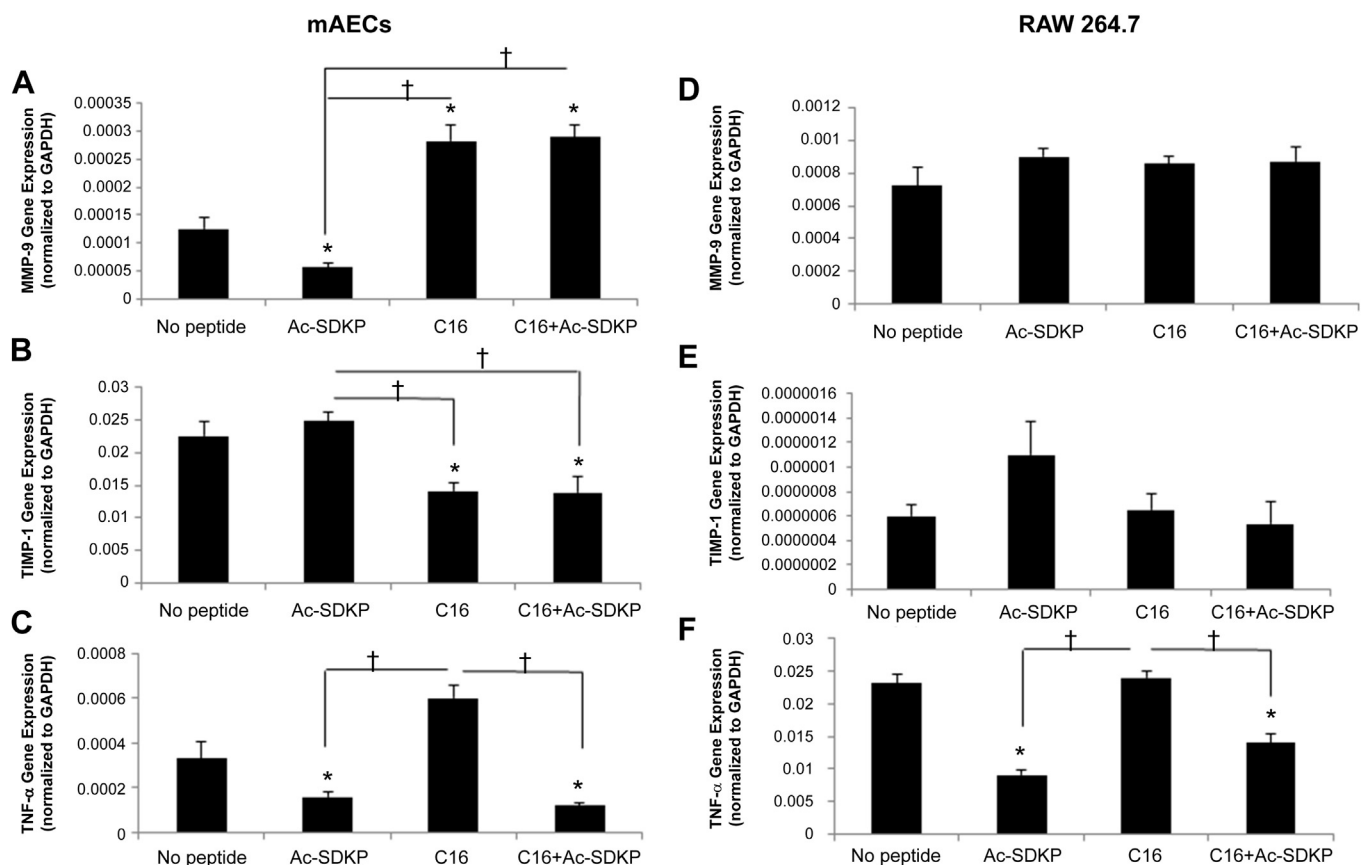 mAECs
RAW 264.7
A
†
†
MMP-9 Gene Expression
(normalized to GAPDH)
0.00035
0.0003
0.00025
0.0002
0.00015
0.0001
0.00005
0
*
*
*
No peptide
Ac-SDKP
C16
C16+Ac-SDKP
B
†
†
TIMP-1 Gene Expression
(normalized to GAPDH)
0.03
0.025
0.02
0.015
0.01
0.005
0
*
*
No peptide
Ac-SDKP
C16
C16+Ac-SDKP
C
†
†
TNF-α Gene Expression
(normalized to GAPDH)
0.0008
0.0006
0.0004
0.0002
0
*
*
No peptide
Ac-SDKP
C16
C16+Ac-SDKP
D
MMP-9 Gene Expression
(normalized to GAPDH)
0.0012
0.001
0.0008
0.0006
0.0004
0.0002
0
No peptide
Ac-SDKP
C16
C16+Ac-SDKP
E
TIMP-1 Gene Expression
(normalized to GAPDH)
0.0000016
0.0000014
0.0000012
0.000001
0.0000008
0.0000006
0.0000004
0.0000002
0
No peptide
Ac-SDKP
C16
C16+Ac-SDKP
F
†
†
TNF-α Gene Expression
(normalized to GAPDH)
0.03
0.025
0.02
0.015
0.01
0.005
0
*
*
No peptide
Ac-SDKP
C16
C16+Ac-SDKP